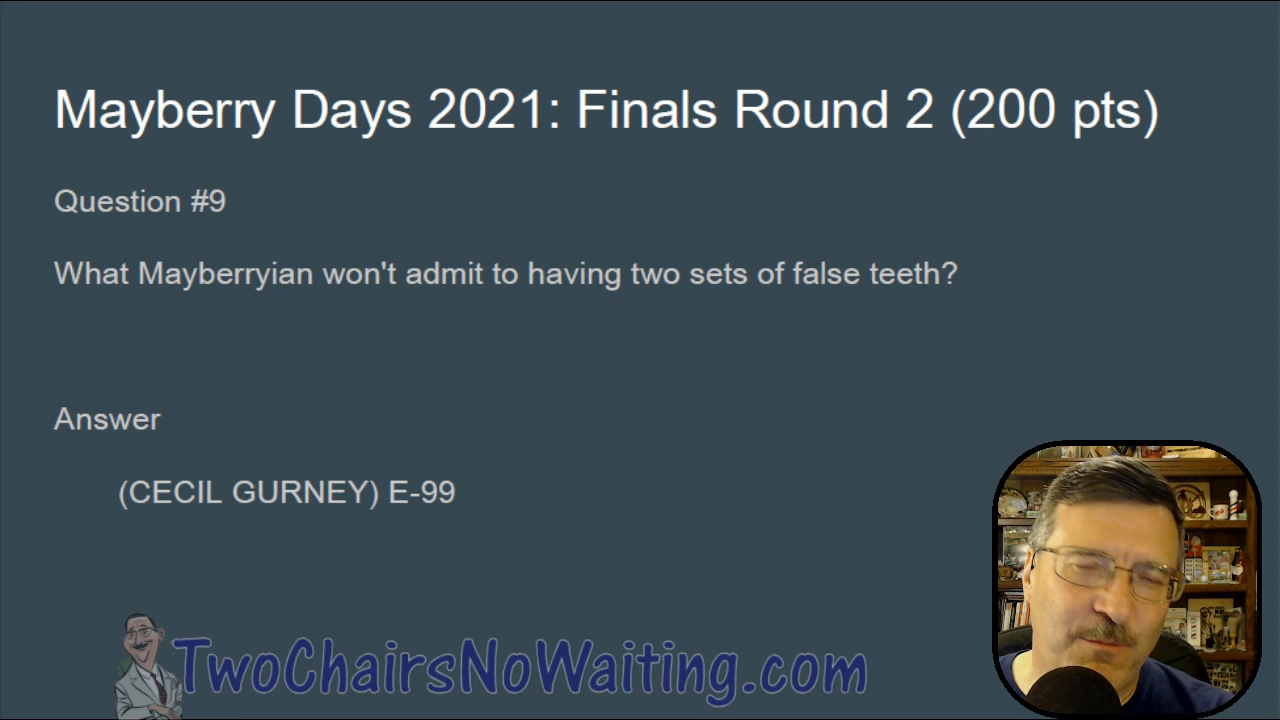 Mayberry Days 2021: Finals Round 2 (200 pts)
Question #9
What Mayberryian won't admit to having two sets of false teeth?
Answer
(CECIL GURNEY) E-99
TwoChairsNoWaiting.com